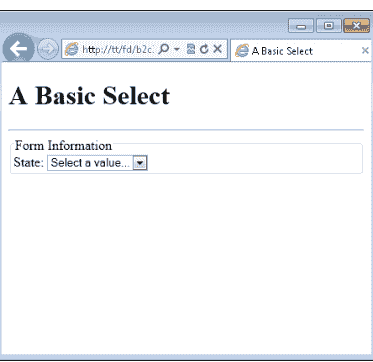 http://tt/fd/b2c.
A Basic Select
A Basic Select
Form Information
State: Select a value...